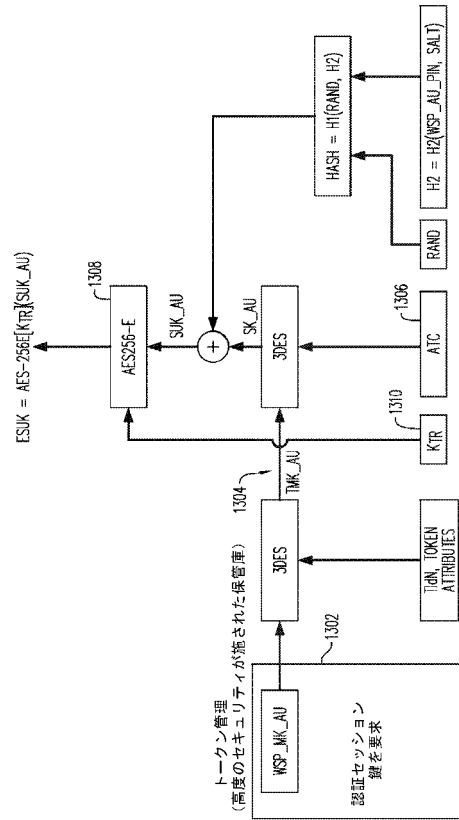 トークン管理
(高度のセキュリティが施された保管庫)
1302
WSP_MK_AU
認証セッション
鍵を要求
3DES
TIdN, TOKEN
ATTRIBUTES
1304
TMK_AU
KTR
1310
3DES
SK_AU
ATC
1306
+
SUK_AU
AES256-E
1308
ESUK = AES-256E[KTR](SUK_AU)
RAND
HASH = H1(RAND, H2)
H2 = H2(WSP_AU_PIN, SALT)